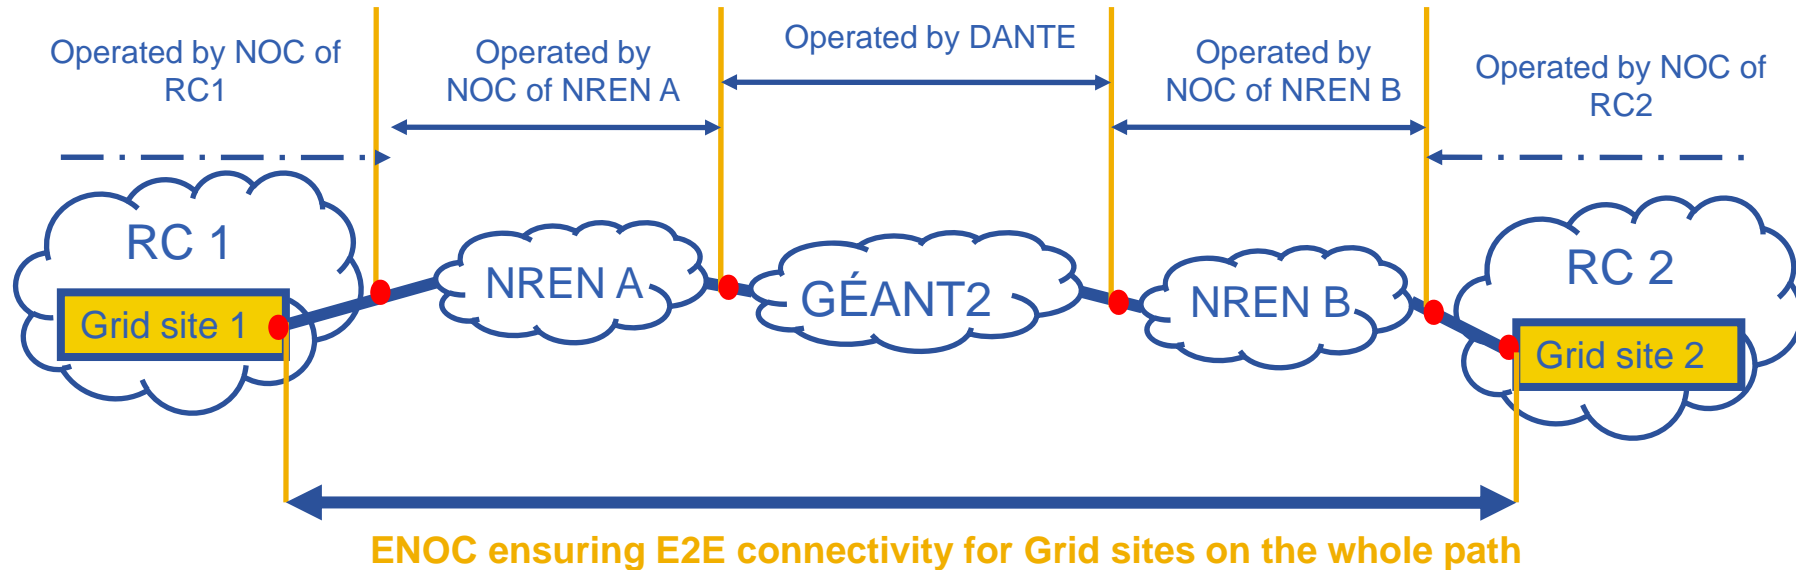 Operated by NOC of
RC1
Operated by
NOC of NREN A
Operated by DANTE
Operated by
NOC of NREN B
Operated by NOC of
RC2
RC 1
Grid site 1
NREN A
GÉANT2
NREN B
RC 2
Grid site 2
ENOC ensuring E2E connectivity for Grid sites on the whole path